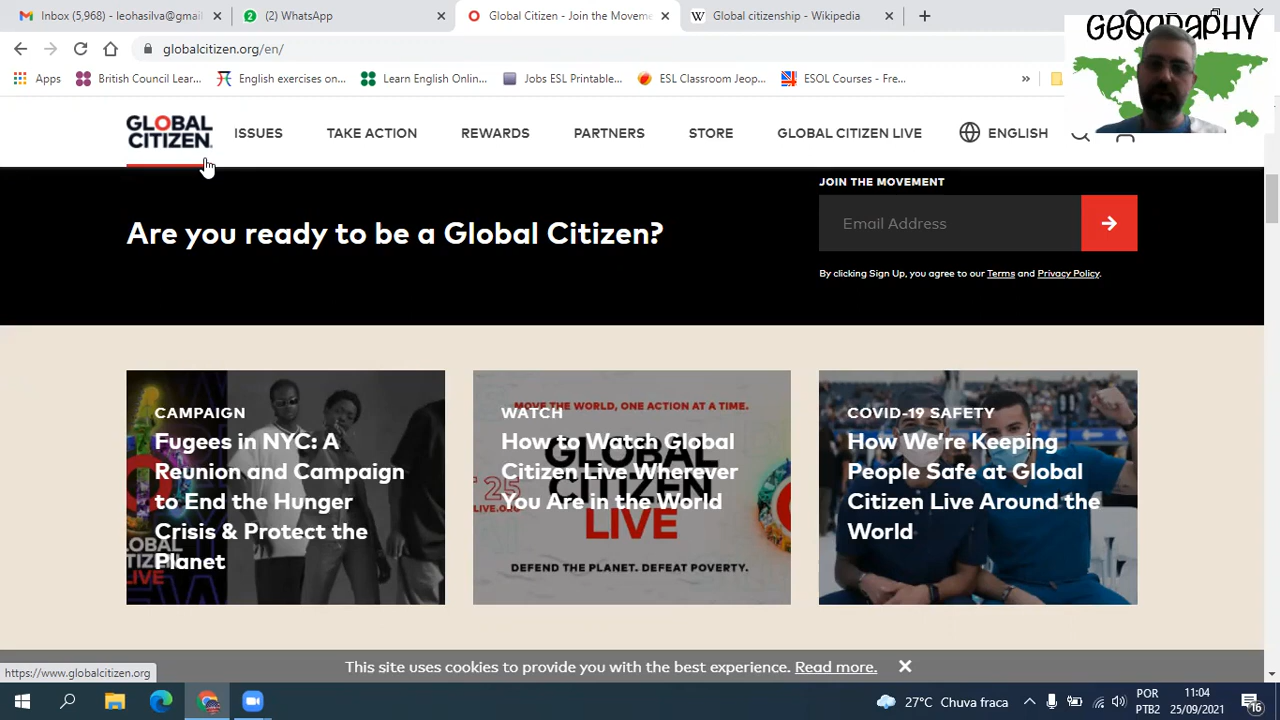 Inbox (5,968) - leohasilva@gmail
(2) WhatsApp
Global Citizen - Join the Moveme
Global citizenship - Wikipedia
globalcitizen.org/en/
GEOGRAPHY
Apps
British Council Lear...
English exercises on...
Learn English Onlin...
Jobs ESL Printable...
ESL Classroom Jeop...
ESOL Courses - Fre...
»
GLOBAL
CITIZEN.
ISSUES
TAKE ACTION
REWARDS
PARTNERS
STORE
GLOBAL CITIZEN LIVE
ENGLISH
Are you ready to be a Global Citizen?
JOIN THE MOVEMENT
Email Address
By clicking Sign Up, you agree to our Terms and Privacy Policy.
CAMPAIGN
Fugees in NYC: A
Reunion and Campaign
to End the Hunger
Crisis & Protect the
Planet
MOVE THE WORLD, ONE ACTION AT A TIME.
WATCH
How to Watch Global
Citizen Live Wherever
You Are in the World
GLOBAL
CITIZEN
LIVE
DEFEND THE PLANET. DEFEAT POVERTY.
COVID-19 SAFETY
How We're Keeping
People Safe at Global
Citizen Live Around the
World
https://www.globalcitizen.org
This site uses cookies to provide you with the best experience. Read more.
27°C Chuva fraca
POR
PTB2
11:04
25/09/2021
16